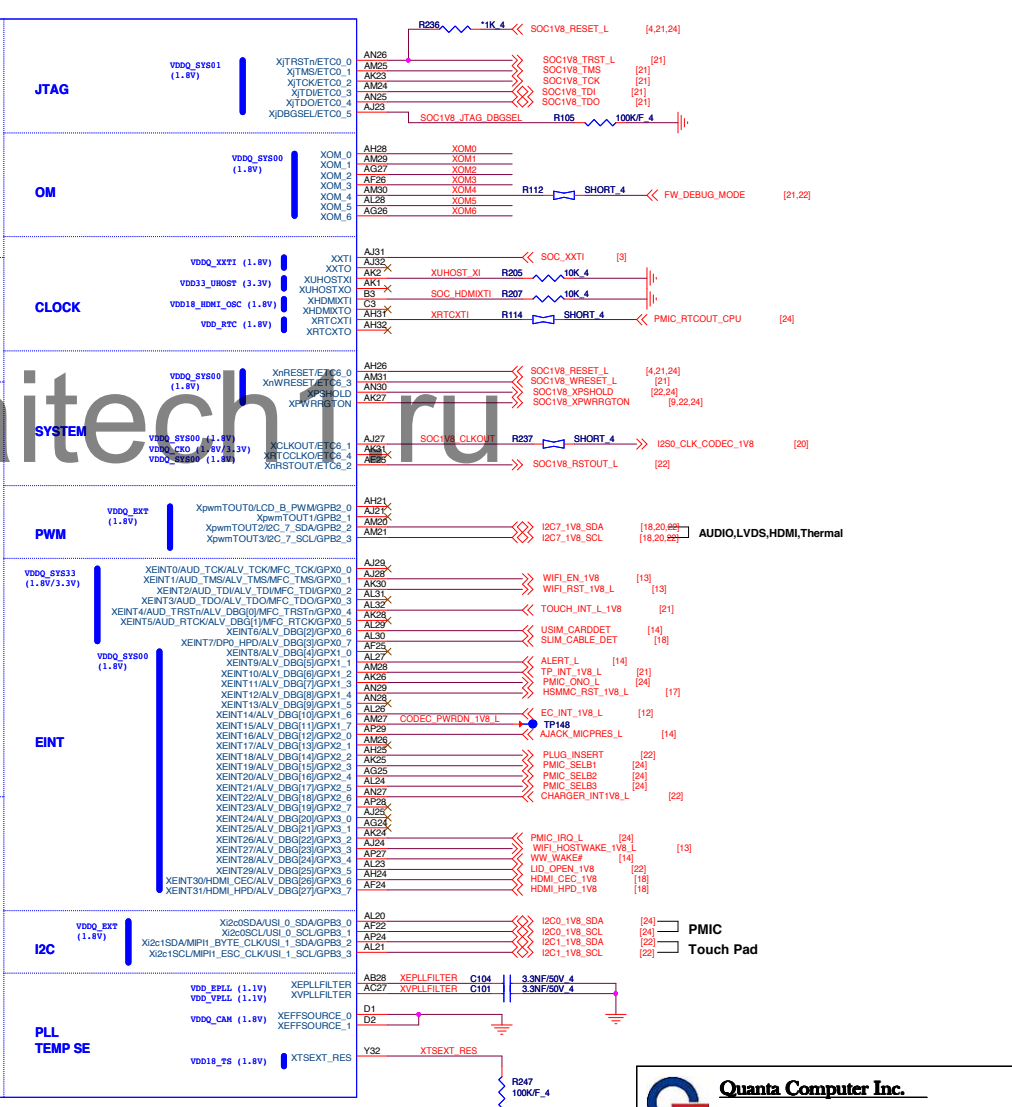 R236 *1K_4 SOC1V8_RESET_L [4,21,24]
JTAG
VDDQ_SYS01
(1.8V)
XjTRSTn/ETC0_0 AN26 SOC1V8_TRST_L [21]
XjTMS/ETC0_1 AM25 SOC1V8_TMS [21]
XjTCK/ETC0_2 AK23 SOC1V8_TCK [21]
XjTDI/ETC0_3 AM24 SOC1V8_TDI [21]
XjTDO/ETC0_4 AN25 SOC1V8_TDO [21]
XjDBGSEL/ETC0_5 AJ23 SOC1V8_JTAG_DBGSEL R105 100K/F_4
OM
VDDQ_SYS00
(1.8V)
XOM_0 AH28 XOM0
XOM_1 AM29 XOM1
XOM_2 AG27 XOM2
XOM_3 AF26 XOM3
XOM_4 AM30 XOM4 R112 SHORT_4 FW_DEBUG_MODE [21,22]
XOM_5 AL28 XOM5
XOM_6 AG26 XOM6
CLOCK
VDDQ_XXTI (1.8V)
VDD33_UHOST (3.3V)
VDD18_HDMI_OSC (1.8V)
VDD_RTC (1.8V)
XXTI AJ31 SOC_XXTI [3]
XXTO AJ32
XUHOSTXI AK2 XUHOST_XI R205 10K_4
XUHOSTXO AK1
XHDMIXTI B3 SOC_HDMIXTI R207 10K_4
XHDMIXTO C3
XRTCXTI AH31 XRTCXTI R114 SHORT_4 PMIC_RTCOUT_CPU [24]
XRTCXTO AH32
SYSTEM
VDDQ_SYS00
(1.8V)
XnRESET/ETC6_0 AH26 SOC1V8_RESET_L [4,21,24]
XnWRESET/ETC6_3 AM31 SOC1V8_WRESET_L [21]
XPSHOLD AN30 SOC1V8_XPSHOLD [22,24]
XPWRRGTON AK27 SOC1V8_XPWRRGTON [9,22,24]
VDDQ_SYS00 (1.8V)
VDDQ_CKO (1.8V/3.3V)
VDDQ_SYS00 (1.8V)
XCLKOUT/ETC6_1 AJ27 SOC1V8_CLKOUT R237 SHORT_4 I2S0_CLK_CODEC_1V8 [20]
XRTCCLKO/ETC6_4 AK31
XnRSTOUT/ETC6_2 AE25 SOC1V8_RSTOUT_L [22]
nitech1 ru
PWM
VDDQ_EXT
(1.8V)
XpwmTOUT0/LCD_B_PWM/GPB2_0 AH21
XpwmTOUT1/GPB2_1 AJ21
XpwmTOUT2/I2C_7_SDA/GPB2_2 AM20 I2C7_1V8_SDA [18,20,22]
XpwmTOUT3/I2C_7_SCL/GPB2_3 AM21 I2C7_1V8_SCL [18,20,22]
AUDIO,LVDS,HDMI,Thermal
EINT
VDDQ_SYS33
(1.8V/3.3V)
VDDQ_SYS00
(1.8V)
XEINT0/AUD_TCK/ALV_TCK/MFC_TCK/GPX0_0 AJ29
XEINT1/AUD_TMS/ALV_TMS/MFC_TMS/GPX0_1 AJ28 WIFI_EN_1V8 [13]
XEINT2/AUD_TDI/ALV_TDI/MFC_TDI/GPX0_2 AK30 WIFI_RST_1V8_L [13]
XEINT3/AUD_TDO/ALV_TDO/MFC_TDO/GPX0_3 AL31
XEINT4/AUD_TRSTn/ALV_DBG[0]/MFC_TRSTn/GPX0_4 AL32 TOUCH_INT_L_1V8 [21]
XEINT5/AUD_RTCK/ALV_DBG[1]/MFC_RTCK/GPX0_5 AK28
XEINT6/ALV_DBG[2]/GPX0_6 AL29 USIM_CARDDET [14]
XEINT7/DP0_HPD/ALV_DBG[3]/GPX0_7 AL30 SLIM_CABLE_DET [18]
XEINT8/ALV_DBG[4]/GPX1_0 AF25
XEINT9/ALV_DBG[5]/GPX1_1 AL27 ALERT_L [14]
XEINT10/ALV_DBG[6]/GPX1_2 AM28 TP_INT_1V8_L [21]
XEINT11/ALV_DBG[7]/GPX1_3 AK26 PMIC_ONO_L [24]
XEINT12/ALV_DBG[8]/GPX1_4 AN29 HSMMC_RST_1V8_L [17]
XEINT13/ALV_DBG[9]/GPX1_5 AN28
XEINT14/ALV_DBG[10]/GPX1_6 AL26 EC_INT_1V8_L [12]
XEINT15/ALV_DBG[11]/GPX1_7 AM27 CODEC_PWRDN_1V8_L TP148
XEINT16/ALV_DBG[12]/GPX2_0 AP29 AJACK_MICPRES_L [14]
XEINT17/ALV_DBG[13]/GPX2_1 AM26
XEINT18/ALV_DBG[14]/GPX2_2 AH25 PLUG_INSERT [22]
XEINT19/ALV_DBG[15]/GPX2_3 AK25 PMIC_SELB1 [24]
XEINT20/ALV_DBG[16]/GPX2_4 AG25 PMIC_SELB2 [24]
XEINT21/ALV_DBG[17]/GPX2_5 AL24 PMIC_SELB3 [24]
XEINT22/ALV_DBG[18]/GPX2_6 AN27 CHARGER_INT1V8_L [22]
XEINT23/ALV_DBG[19]/GPX2_7 AP28
XEINT24/ALV_DBG[20]/GPX3_0 AJ25
XEINT25/ALV_DBG[21]/GPX3_1 AG24
XEINT26/ALV_DBG[22]/GPX3_2 AK24 PMIC_IRQ_L [24]
XEINT27/ALV_DBG[23]/GPX3_3 AJ24 WIFI_HOSTWAKE_1V8_L [13]
XEINT28/ALV_DBG[24]/GPX3_4 AP27 WW_WAKE# [14]
XEINT29/ALV_DBG[25]/GPX3_5 AL23 LID_OPEN_1V8 [22]
XEINT30/HDMI_CEC/ALV_DBG[26]/GPX3_6 AH24 HDMI_CEC_1V8 [18]
XEINT31/HDMI_HPD/ALV_DBG[27]/GPX3_7 AF24 HDMI_HPD_1V8 [18]
I2C
VDDQ_EXT
(1.8V)
Xi2c0SDA/USI_0_SDA/GPB3_0 AL20 I2C0_1V8_SDA [24]
Xi2c0SCL/USI_0_SCL/GPB3_1 AF22 I2C0_1V8_SCL [24]
PMIC
Xi2c1SDA/MIPI1_BYTE_CLK/USI_1_SDA/GPB3_2 AP24 I2C1_1V8_SDA [22]
Xi2c1SCL/MIPI1_ESC_CLK/USI_1_SCL/GPB3_3 AL21 I2C1_1V8_SCL [22]
Touch Pad
PLL
TEMP SE
VDD_EPLL (1.1V)
VDD_VPLL (1.1V)
XEPLLFILTER AB28 XEPLLFILTER C104 3.3NF/50V_4
XVPLLFILTER AC27 XVPLLFILTER C101 3.3NF/50V_4
VDDQ_CAM (1.8V)
XEFFSOURCE_0 D1
XEFFSOURCE_1 D2
VDD18_TS (1.8V)
XTSEXT_RES Y32 XTSEXT_RES
R247
100K/F_4
Quanta Computer Inc.